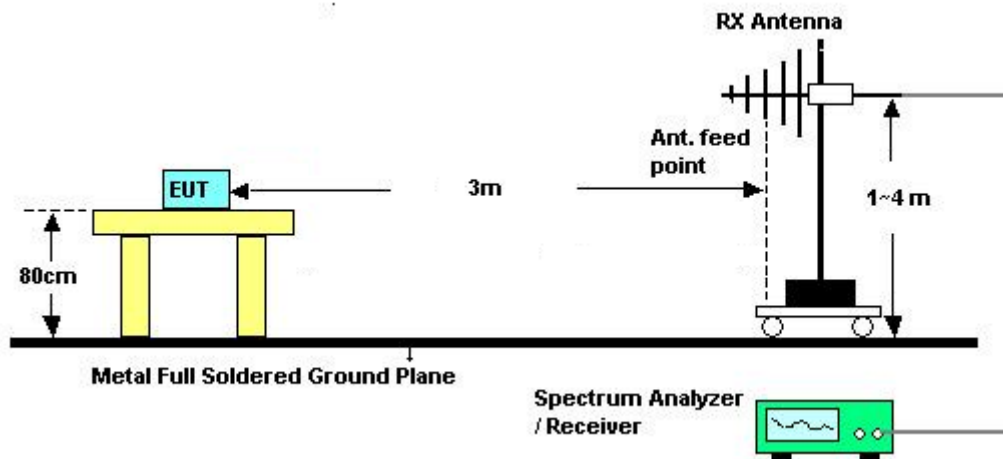 RX Antenna
Ant. feed
point
EUT
3m
1~4 m
80cm
Metal Full Soldered Ground Plane
Spectrum Analyzer
/ Receiver